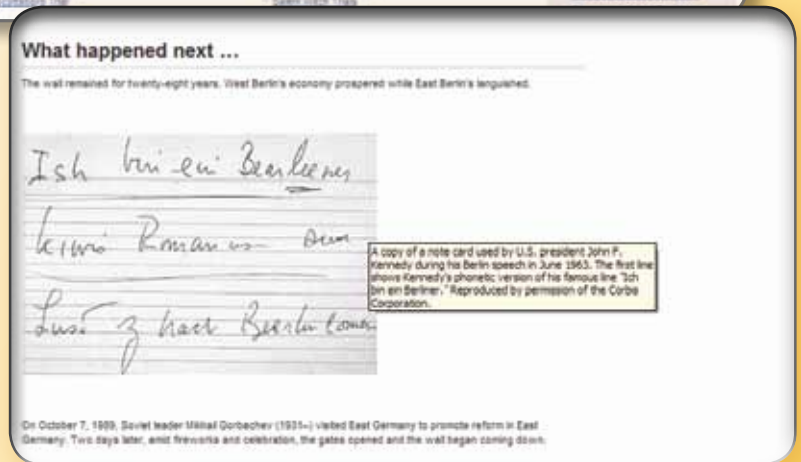 What happened next ...
The wall remained for twenty-eight years. West Berlin's economy prospered while East Berlin's languished.
Ish bin ein Bearleener
kiwis Romanus sum
Lust z nach Bearlin comen
A copy of a note card used by U.S. president John F.
Kennedy during his Berlin speech in June 1963. The first line
shows Kennedy's phonetic version of his famous line "Ich
bin ein Berliner." Reproduced by permission of the Corbis
Corporation.
On October 7, 1989, Soviet leader Mikhail Gorbachev (1931–) visited East Germany to promote reform in East
Germany. Two days later, amid fireworks and celebration, the gates opened and the wall began coming down.